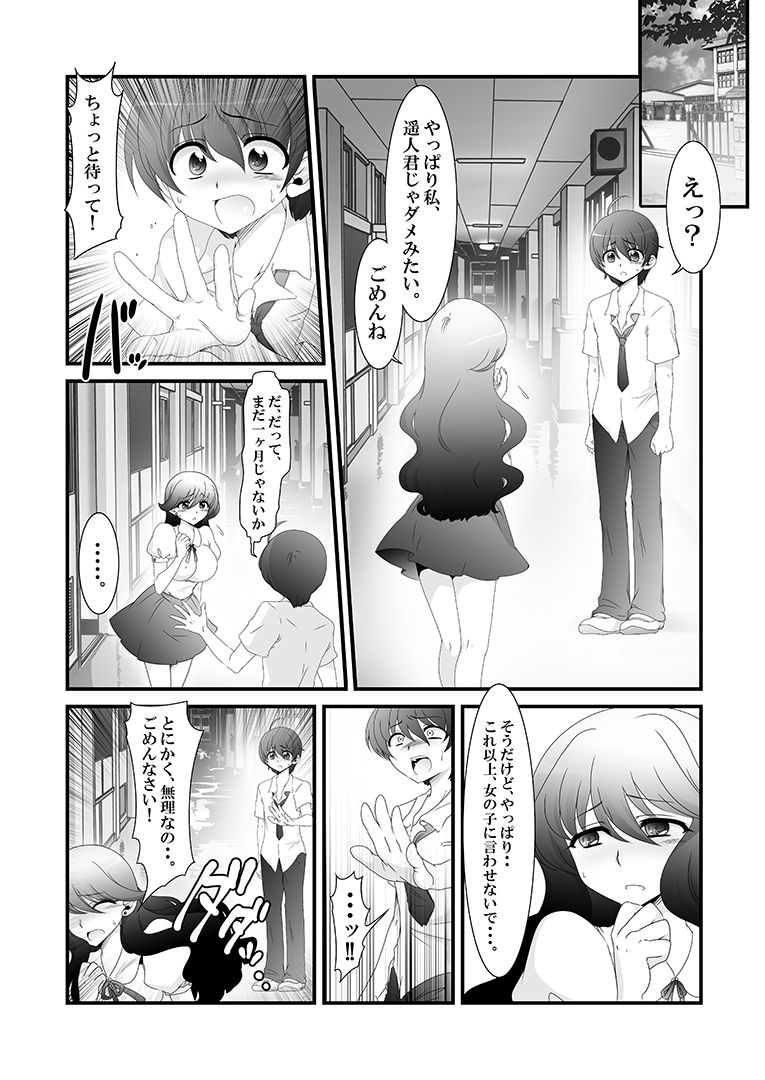 えっ？
やっぱり私、
遥人君じゃダメみたい。
ごめんね
ちょっと待って！
バッ
だ、だって、
まだ一ヶ月じゃないか
・・・・・。
そうだけど、やっぱり・・
これ以上、女の子に言わせないで・・・。
・・・ッ!!
とにかく、無理なの・・。
ごめんなさい！
ダダッ